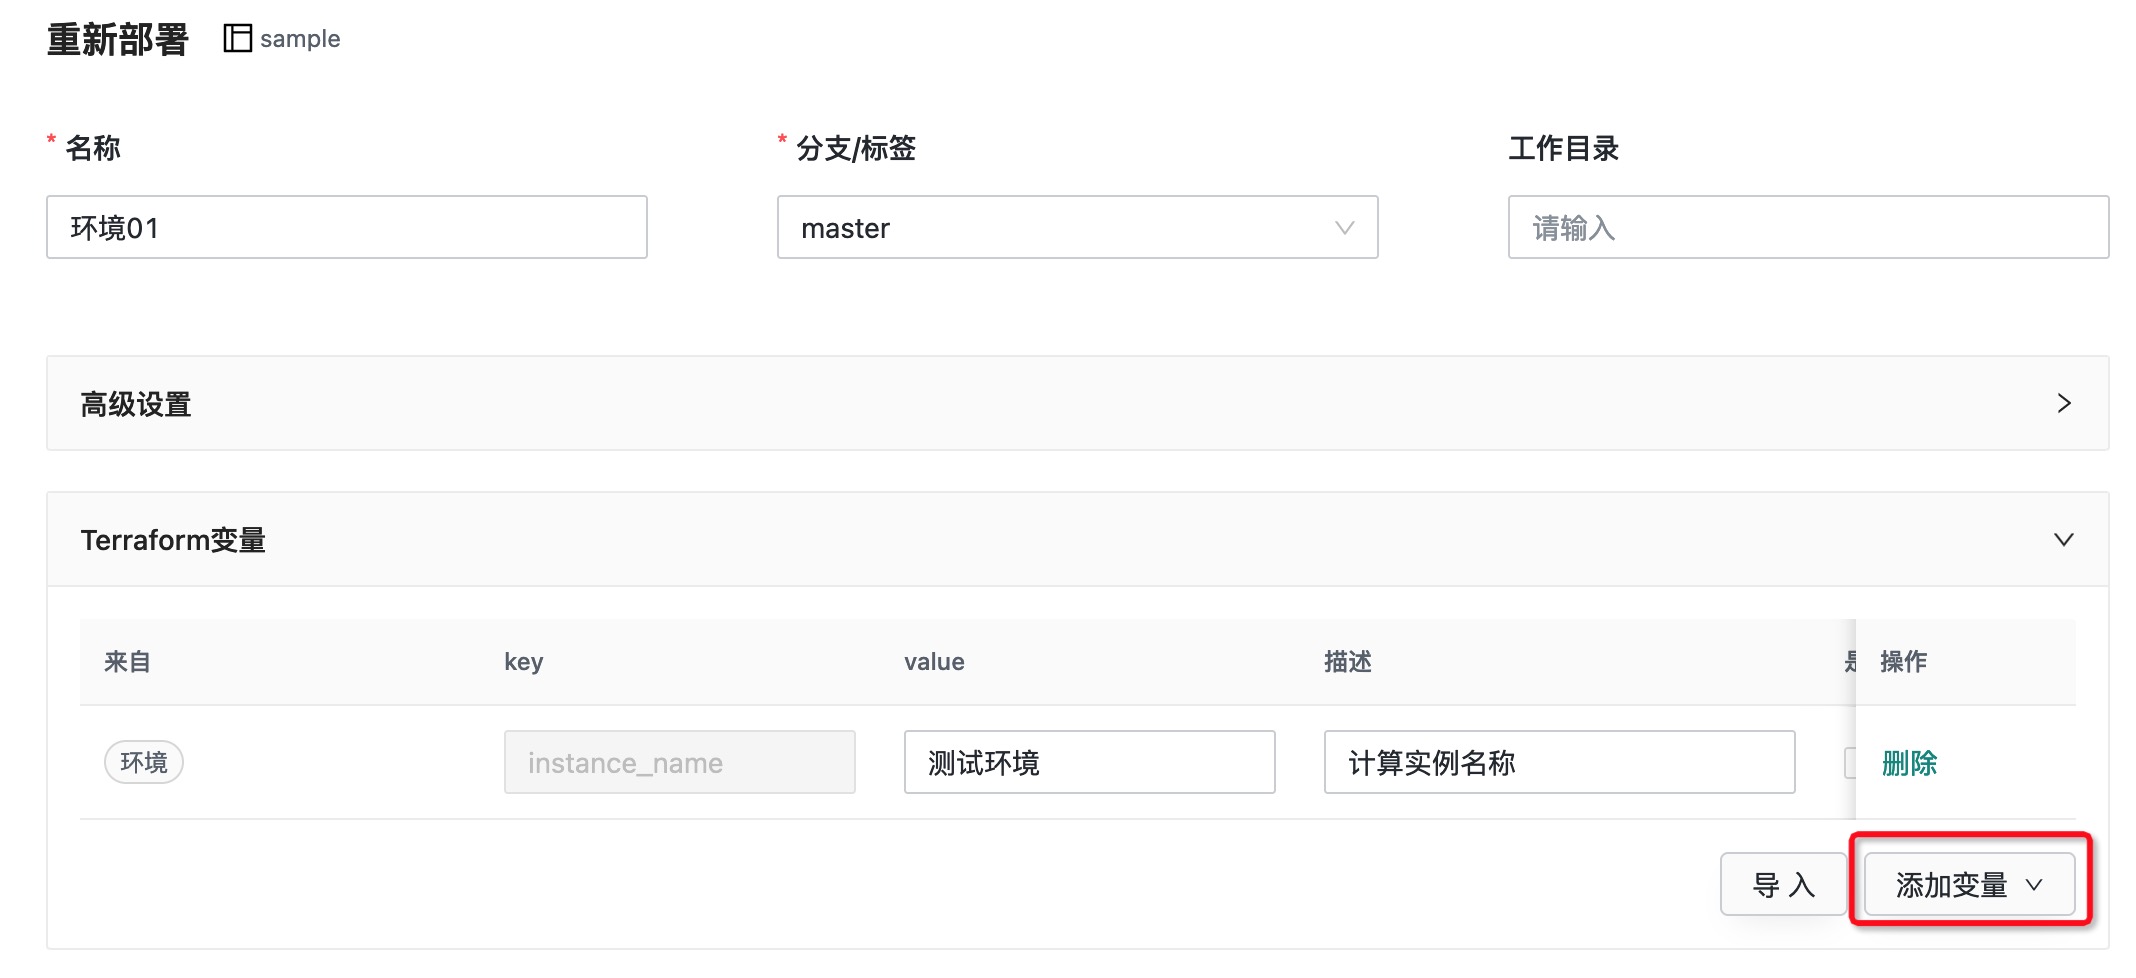 重新部署 sample
* 名称 * 分支/标签 工作目录
环境01 master 请输入
高级设置
Terraform变量
来自 key value 描述 操作
环境 instance_name 测试环境 计算实例名称 删除
导入 添加变量